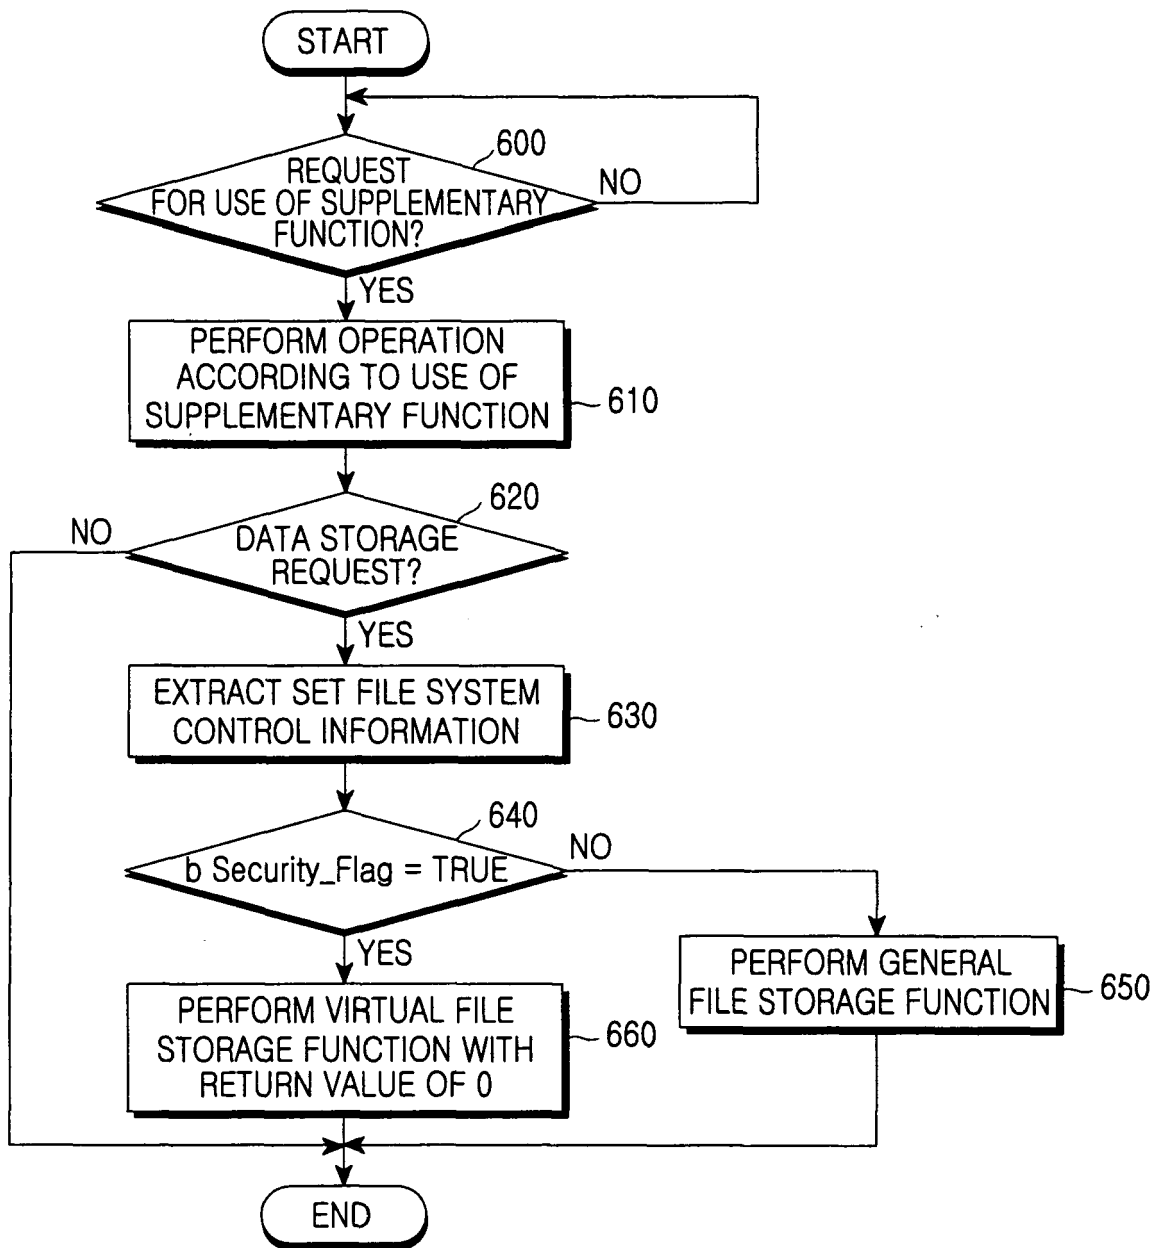 START
600
REQUEST
FOR USE OF SUPPLEMENTARY
FUNCTION?
NO
YES
PERFORM OPERATION
ACCORDING TO USE OF
SUPPLEMENTARY FUNCTION
610
620
NO
DATA STORAGE
REQUEST?
YES
EXTRACT SET FILE SYSTEM
CONTROL INFORMATION
630
640
b Security_Flag = TRUE
NO
YES
PERFORM GENERAL
FILE STORAGE FUNCTION
650
PERFORM VIRTUAL FILE
STORAGE FUNCTION WITH
RETURN VALUE OF 0
660
END